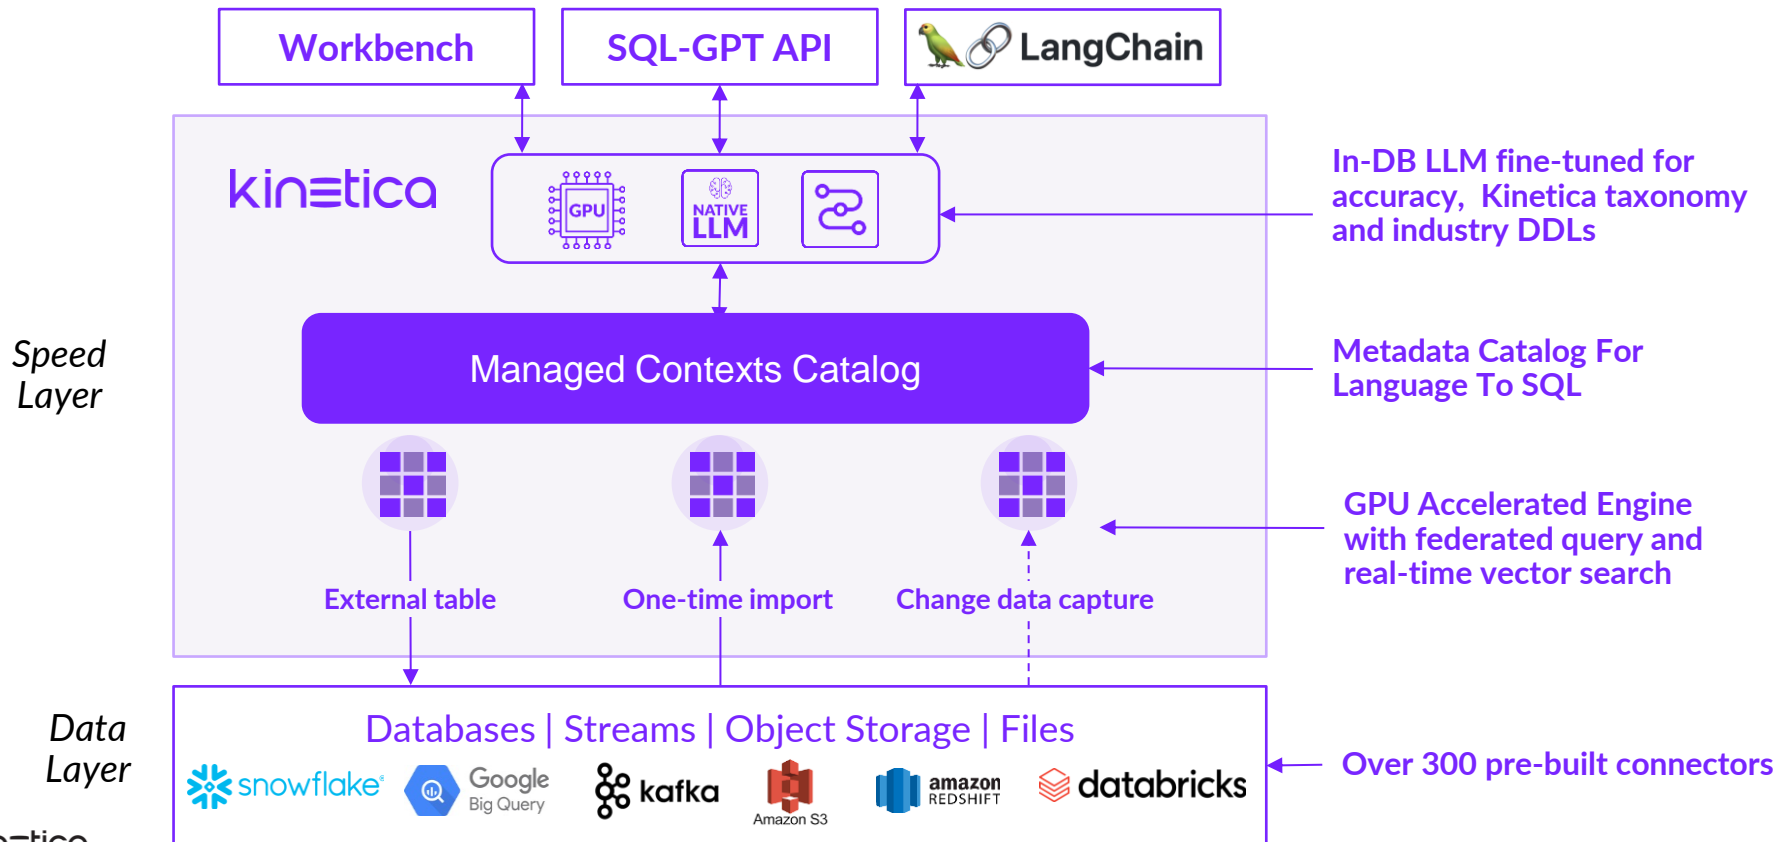 Workbench
SQL-GPT API
LangChain
kinetica
GPU
NATIVE
LLM
In-DB LLM fine-tuned for
accuracy, Kinetica taxonomy
and industry DDLs
Speed
Layer
Managed Contexts Catalog
Metadata Catalog For
Language To SQL
GPU Accelerated Engine
with federated query and
real-time vector search
External table
One-time import
Change data capture
Data
Layer
Databases | Streams | Object Storage | Files
snowflake
Google
Big Query
kafka
Amazon S3
amazon
REDSHIFT
databricks
Over 300 pre-built connectors